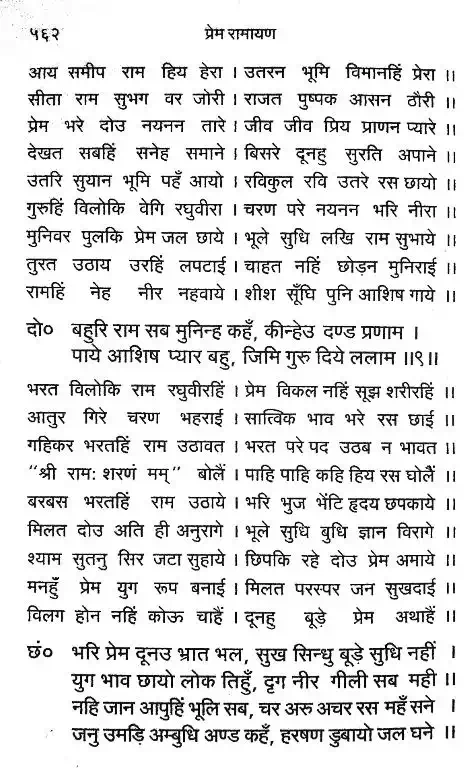 ५६२
प्रेम रामायण
आय समीप राम हिय हेरा । उतरन भूमि विमानहिं प्रेरा ॥
सीता राम सुभग वर जोरी । राजत पुष्पक आसन ठौरी ॥
प्रेम भरे दोउ नयनन तारे । जीव जीव प्रिय प्राणन प्यारे ॥
देखत सबहिं सनेह समाने । बिसरे दूनहु सुरति अपाने ॥
उतरि सुयान भूमि पहँ आयो । रविकुल रवि उतरे रस छायो ॥
गुरुहिं विलोकि वेगि रघुवीरा । चरण परे नयनन भरि नीरा ॥
मुनिवर पुलकि प्रेम जल छाये । भूले सुधि लखि राम सुभाये ॥
तुरत उठाय उरहिं लपटाई । चाहत नहिं छोड़न मुनिराई ॥
रामहिं नेह नीर नहवाये । शीश सूँघि पुनि आशिष गाये ॥
दो० बहुरि राम सब मुनिन्ह कहँ, कीन्हेउ दण्ड प्रणाम ।
पाये आशिष प्यार बहु, जिमि गुरु दिये ललाम ॥९॥
भरत विलोकि राम रघुवीरहिं । प्रेम विकल नहिं सूझ शरीरहिं ॥
आतुर गिरे चरण भहराई । सात्विक भाव भरे रस छाई ॥
गहिकर भरतहिं राम उठावत । भरत परे पद उठब न भावत ॥
“श्री रामः शरणं मम्” बोलैं । पाहि पाहि कहि हिय रस घोलैं ॥
बरबस भरतहिं राम उठाये । भरि भुज भेंटि हृदय छपकाये ॥
मिलत दोउ अति ही अनुरागे । भूले सुधि बुधि ज्ञान विरागे ॥
श्याम सुतनु सिर जटा सुहाये । छिपकि रहे दोउ प्रेम अमाये ॥
मनहुँ प्रेम युग रूप बनाई । मिलत परस्पर जन सुखदाई ॥
विलग होन नहिं कोऊ चाहैं । दूनहु बूड़े प्रेम अथाहैं ॥
छं० भरि प्रेम दूनउ भ्रात भल, सुख सिन्धु बूड़े सुधि नहीं ।
युग भाव छायो लोक तिहुँ, दृग नीर गीली सब मही ॥
नहि जान आपुहिं भूलि सब, चर अरु अचर रस महँ सने ।
जनु उमड़ि अम्बुधि अण्ड कहँ, हरषण डुबायो जल घने ॥